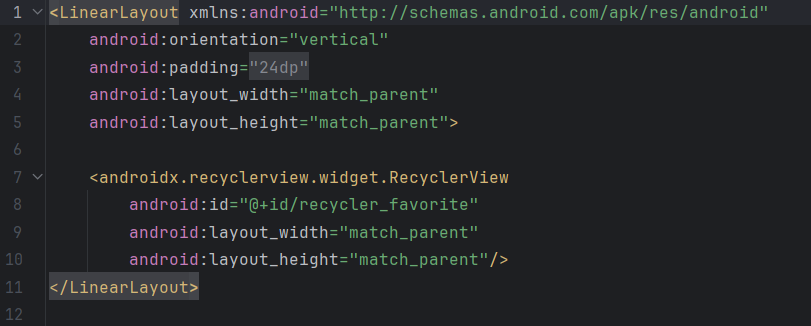 1 <LinearLayout xmlns:android="http://schemas.android.com/apk/res/android"
2 android:orientation="vertical"
3 android:padding="24dp"
4 android:layout_width="match_parent"
5 android:layout_height="match_parent">
6
7 <androidx.recyclerview.widget.RecyclerView
8 android:id="@+id/recycler_favorite"
9 android:layout_width="match_parent"
10 android:layout_height="match_parent"/>
11 </LinearLayout>
12